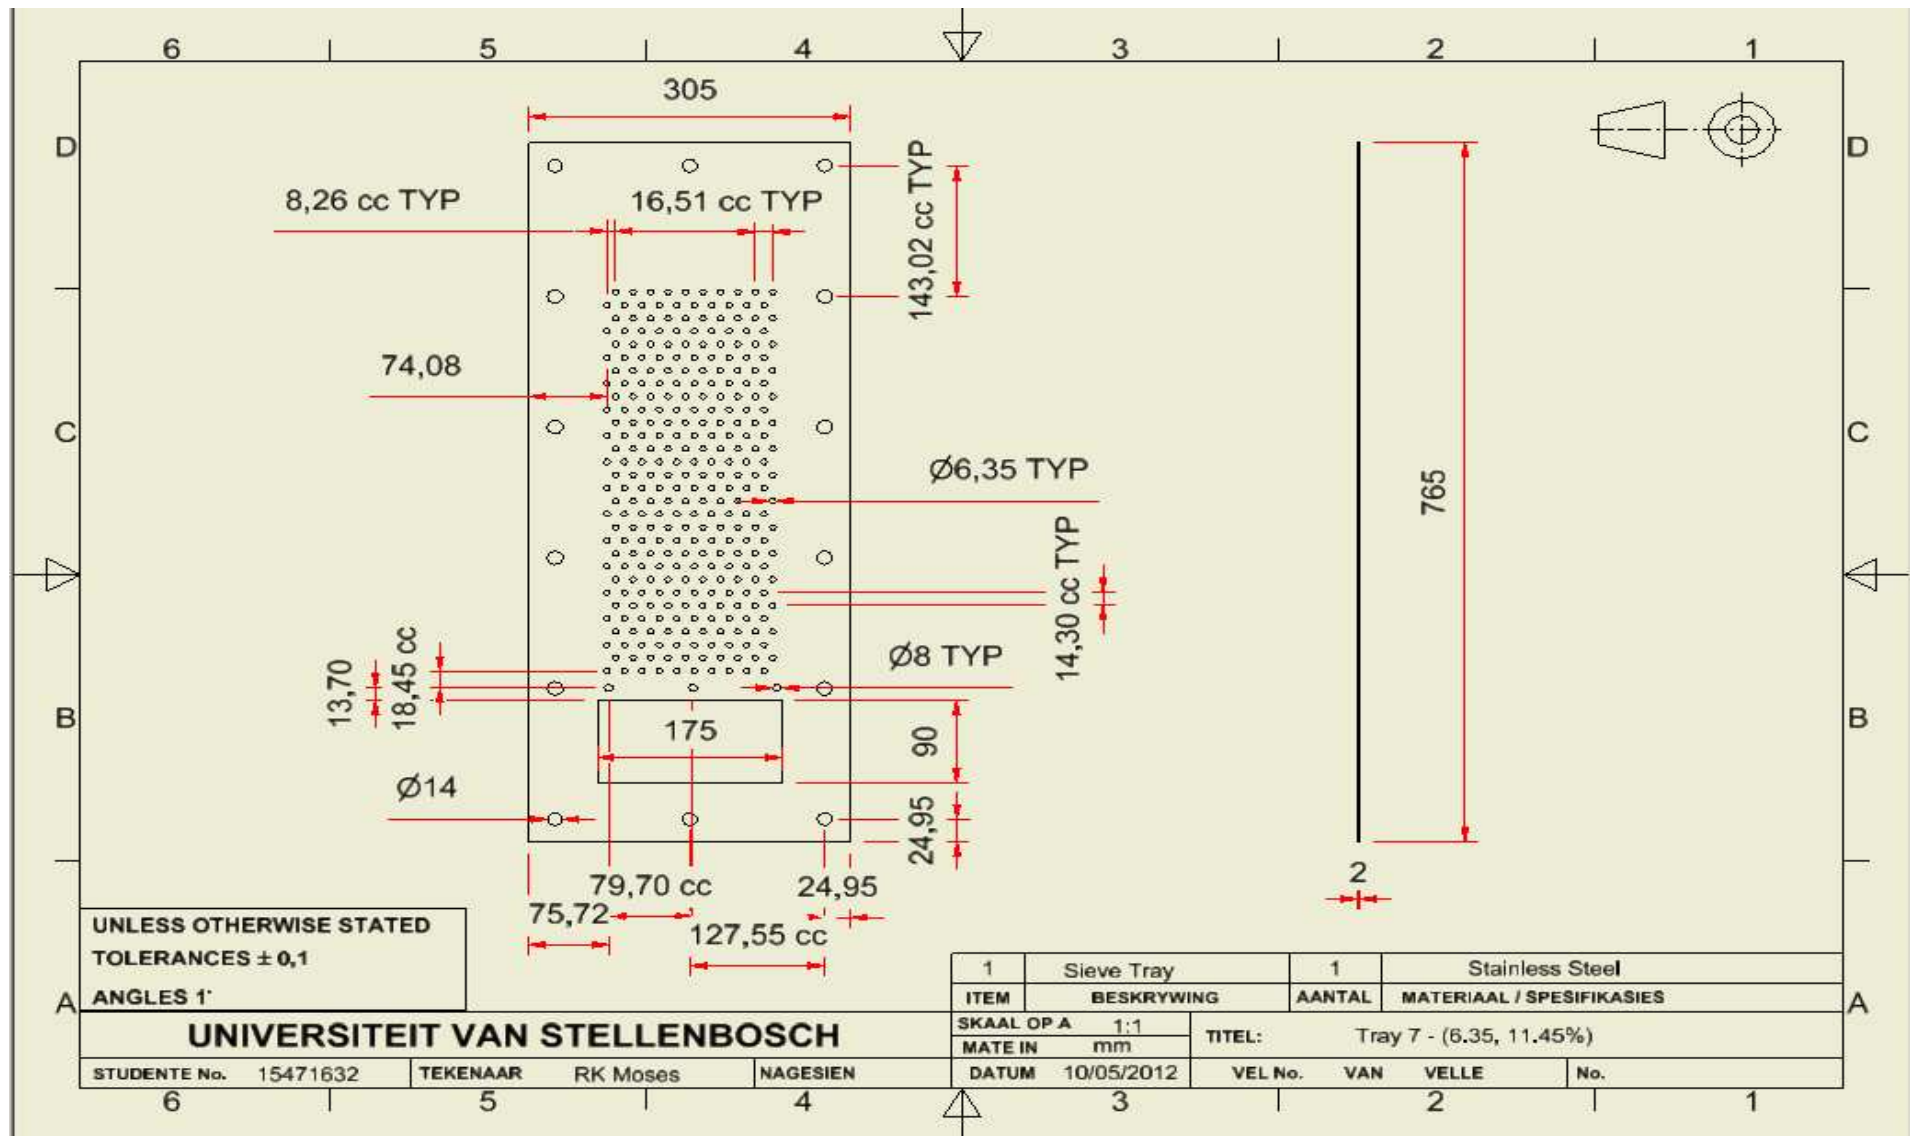 6 5 4 3 2 1
305
D D
8,26 cc TYP 16,51 cc TYP
143,02 cc TYP
74,08
C C
Ø6,35 TYP
765
14,30 cc TYP
Ø8 TYP
13,70
18,45 cc
B B
175
90
Ø14
24,95
2
79,70 cc 24,95
75,72
127,55 cc
UNLESS OTHERWISE STATED
TOLERANCES ± 0,1
ANGLES 1'
A A
1 Sieve Tray 1 Stainless Steel
ITEM BESKRYWING AANTAL MATERIAAL / SPESIFIKASIES
UNIVERSITEIT VAN STELLENBOSCH
SKAAL OP A 1:1
MATE IN mm
TITEL: Tray 7 - (6.35, 11.45%)
STUDENTE No. 15471632 TEKENAAR RK Moses NAGESIEN DATUM 10/05/2012 VEL No. VAN VELLE No.
6 5 4 3 2 1